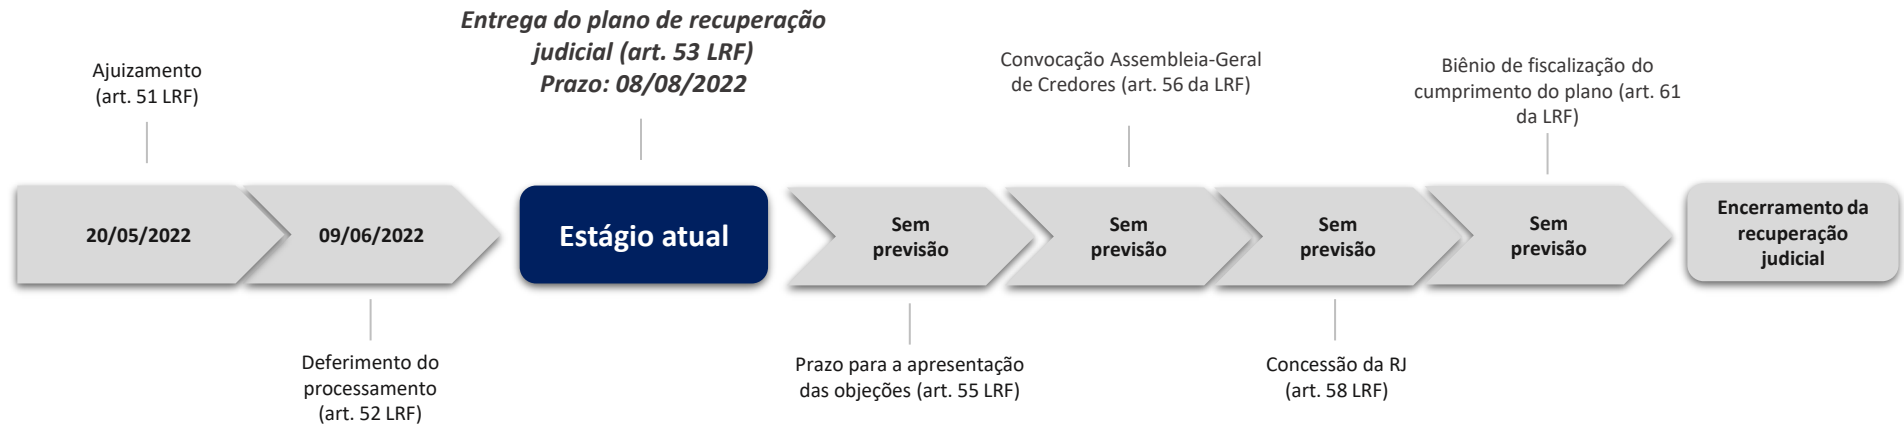 Ajuizamento
(art. 51 LRF)
20/05/2022
09/06/2022
Deferimento do
processamento
(art. 52 LRF)
Entrega do plano de recuperação
judicial (art. 53 LRF)
Prazo: 08/08/2022
Estágio atual
Sem
previsão
Prazo para a apresentação
das objeções (art. 55 LRF)
Convocação Assembleia-Geral
de Credores (art. 56 da LRF)
Sem
previsão
Sem
previsão
Concessão da RJ
(art. 58 LRF)
Biênio de fiscalização do
cumprimento do plano (art. 61
da LRF)
Sem
previsão
Encerramento da
recuperação
judicial